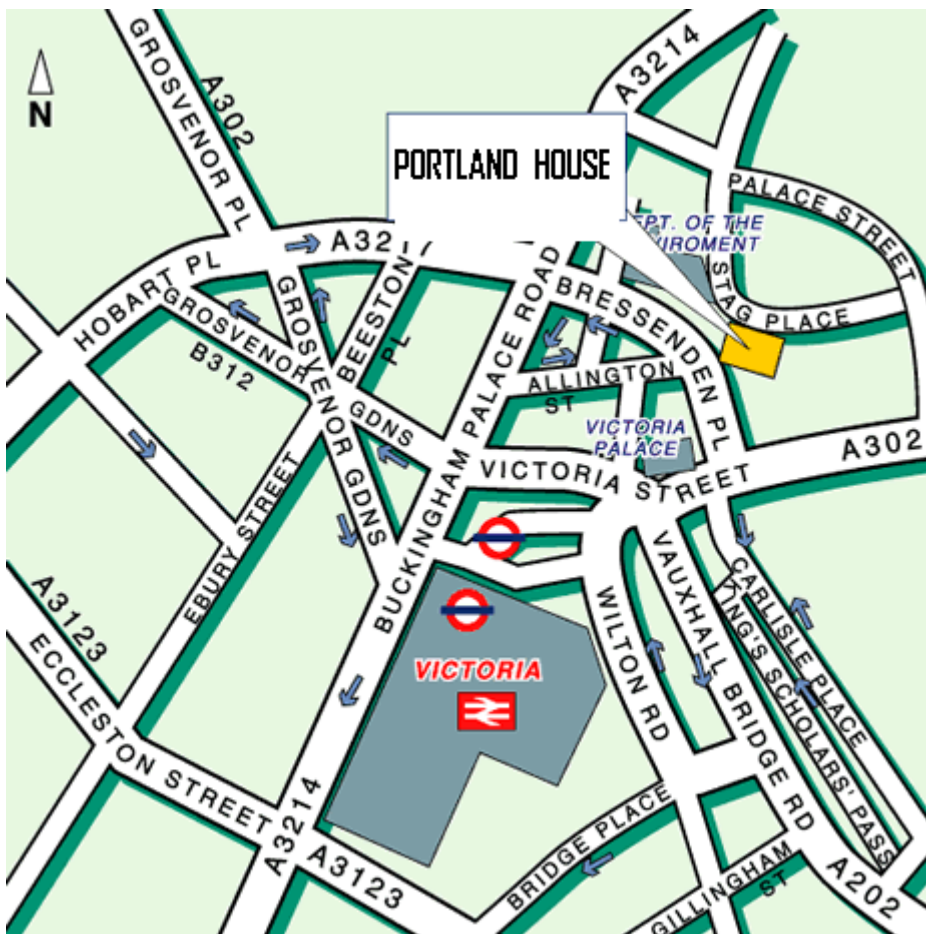 GROSVENOR PL
A302
N
A3214
PORTLAND HOUSE
PALACE STREET
EPT. OF THE
VIROMENT
STAG PLACE
HOBART PL
A3217
GROSVENOR
B312
GROSVENOR GDNS
BEESTON
PL
GDNS
BUCKINGHAM PALACE ROAD
BRESSENDEN PL
ALLINGTON
ST
VICTORIA
PALACE
VICTORIA STREET
A302
EBURY STREET
A3123
ECCLESTON STREET
VICTORIA
WILTON RD
VAUXHALL BRIDGE RD
CARLISLE PLACE
KING'S SCHOLARS' PASS
A3214
A3123
BRIDGE PLACE
GILLINGHAM
ST
A202